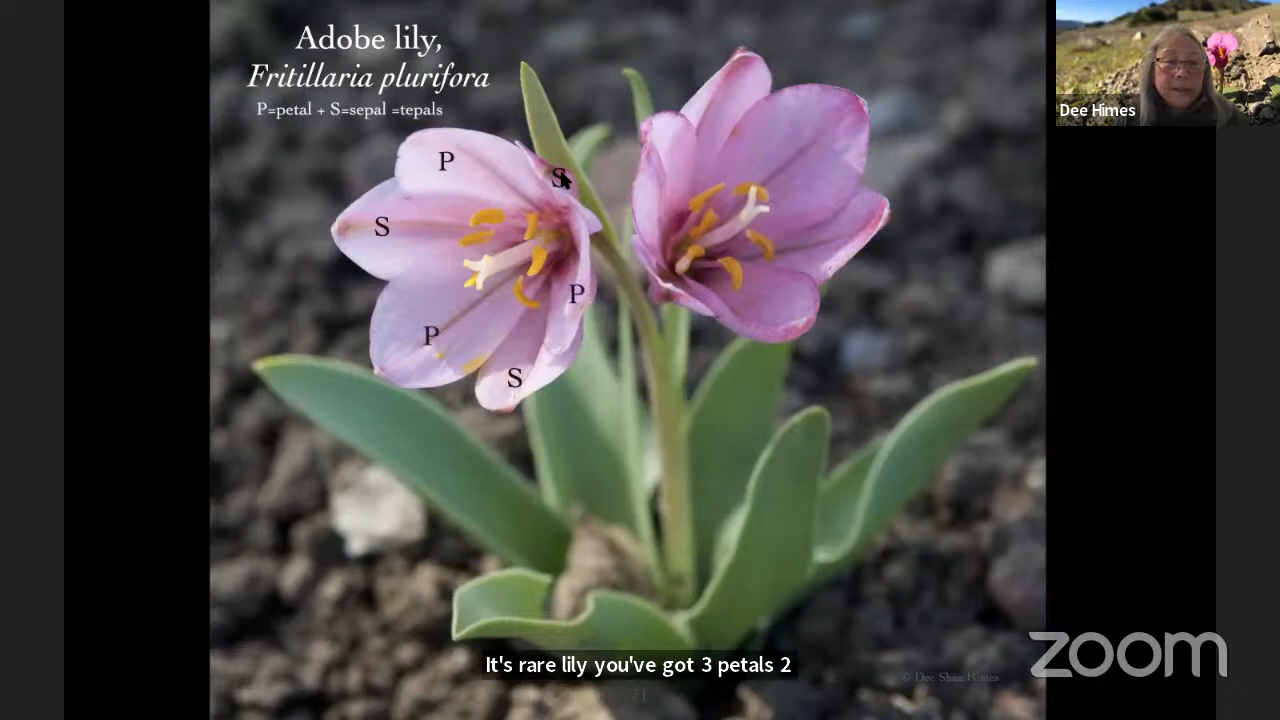 Adobe lily,
Fritillaria plurifora
P=petal + S=sepal =tepals
Dee Himes
P
S
S
P
P
S
It's rare lily you've got 3 petals 2
© Dee Shea Himes
21
zoom